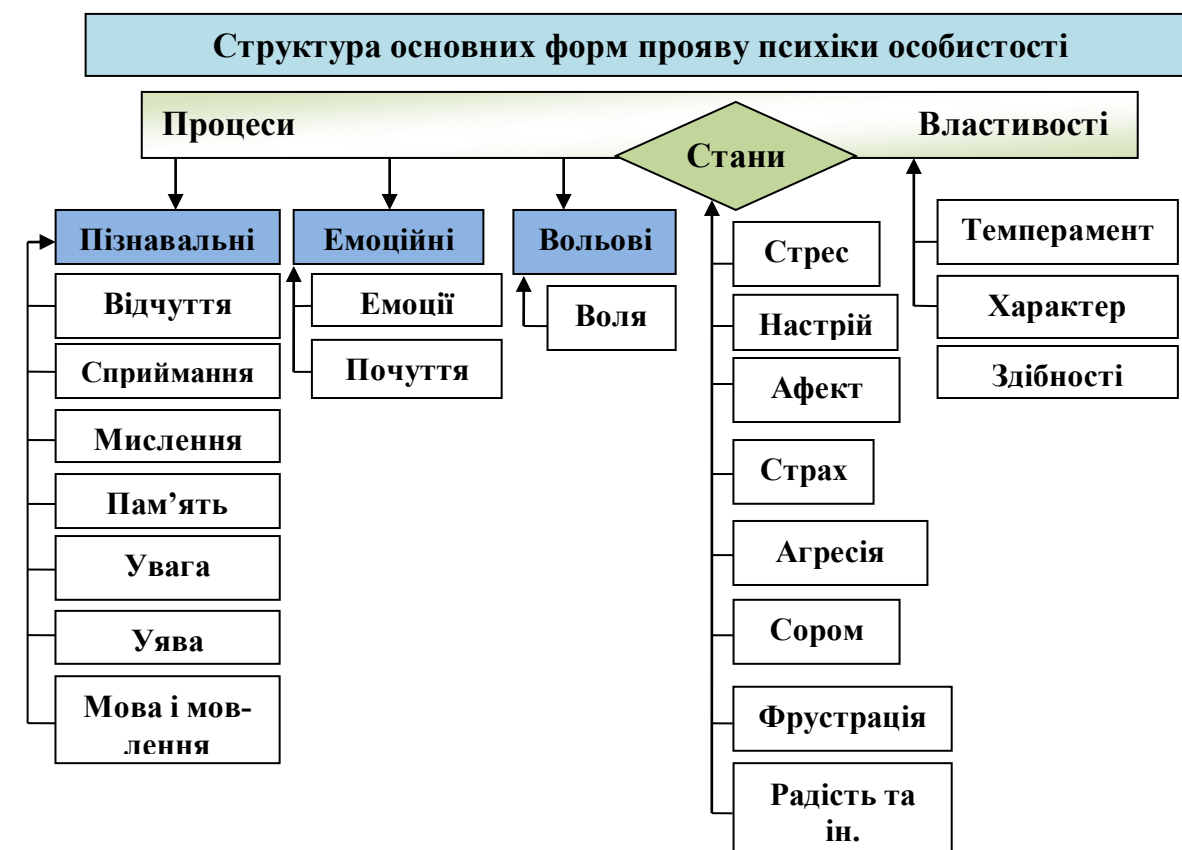 Структура основних форм прояву психіки особистості
Процеси
Властивості
Стани
Пізнавальні
Відчуття
Сприймання
Мислення
Пам’ять
Увага
Уява
Мова і мов-
лення
Емоційні
Емоції
Почуття
Вольові
Воля
Стрес
Настрій
Афект
Страх
Агресія
Сором
Фрустрація
Радість та
ін.
Темперамент
Характер
Здібності